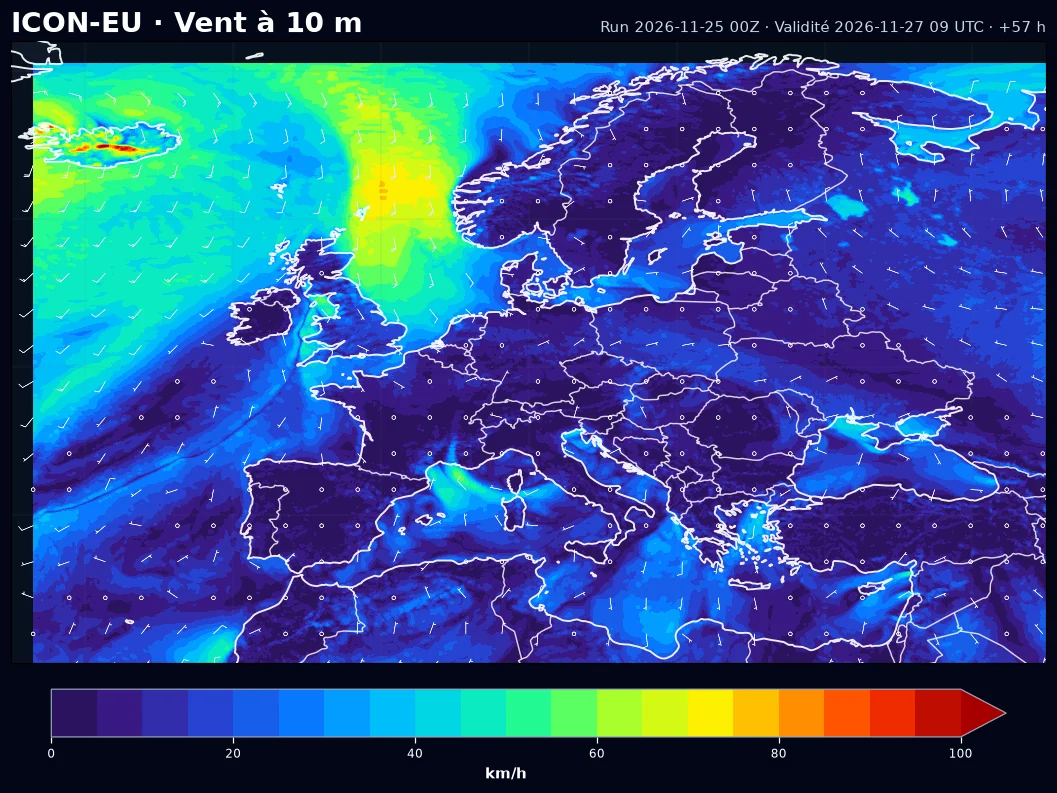 ICON-EU · Vent à 10 m
Run 2026-11-25 00Z · Validité 2026-11-27 09 UTC · +57 h
0 20 40 60 80 100
km/h